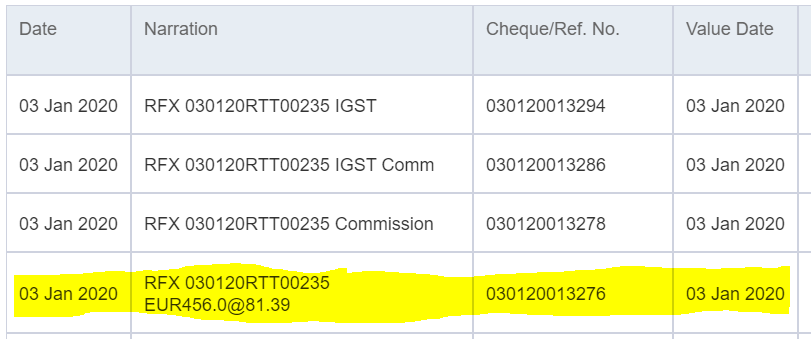 Date Narration Cheque/Ref. No. Value Date
03 Jan 2020 RFX 030120RTT00235 IGST 030120013294 03 Jan 2020
03 Jan 2020 RFX 030120RTT00235 IGST Comm 030120013286 03 Jan 2020
03 Jan 2020 RFX 030120RTT00235 Commission 030120013278 03 Jan 2020
03 Jan 2020 RFX 030120RTT00235
EUR456.0@81.39 030120013276 03 Jan 2020